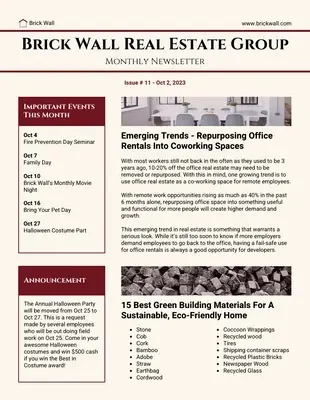 Brick Wall
www.brickwall.com
BRICK WALL REAL ESTATE GROUP
MONTHLY NEWSLETTER
Issue # 11 - Oct 2, 2023
IMPORTANT EVENTS
THIS MONTH
Oct 4
Fire Prevention Day Seminar
Oct 7
Family Day
Oct 10
Brick Wall's Monthly Movie
Night
Oct 16
Bring Your Pet Day
Oct 27
Halloween Costume Part
ANNOUNCEMENT
The Annual Halloween Party
will be moved from Oct 25 to
Oct 27. This is a request
made by several employees
who will be out doing field
work on Oct 25. Come in your
awesome Halloween
costumes and win $500 cash
if you win the Best in
Costume award!
Emerging Trends - Repurposing Office
Rentals Into Coworking Spaces
With most workers still not back in the often as they used to be 3
years ago, 10-20% off the office real estate may need to be
removed or repurposed. With this in mind, one growing trend is to
use office real estate as a co-working space for remote employees.
With remote work opportunities rising as much as 40% in the past
6 months alone, repurposing office space into something useful
and functional for more people will create higher demand and
growth.
This emerging trend in real estate is something that warrants a
serious look. While it's still too soon to know if more employers
demand employees to go back to the office, having a fail-safe use
for office rentals is always a good opportunity for developers.
15 Best Green Building Materials For A
Sustainable, Eco-Friendly Home
Stone
Cob
Cork
Bamboo
Adobe
Straw
Earthbag
Cordwood
Cocoon Wrappings
Recycled wood
Tires
Shipping container scraps
Recycled Plastic Bricks
Newspaper Wood
Recycled Glass